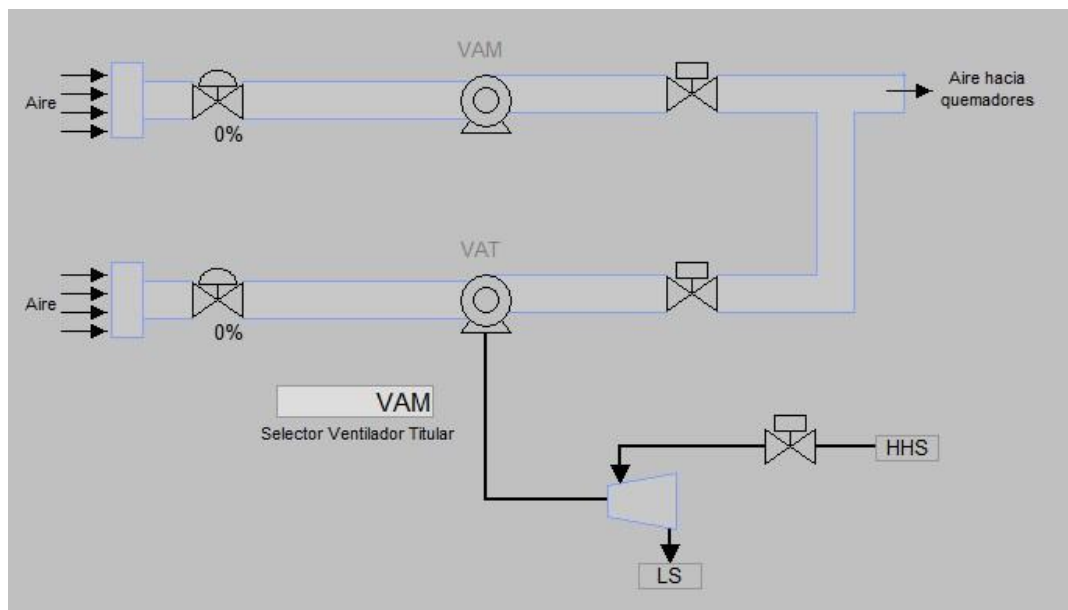 VAM
Aire
0%
Aire hacia
quemadores
VAT
Aire
0%
VAM
Selector Ventilador Titular
HHS
LS